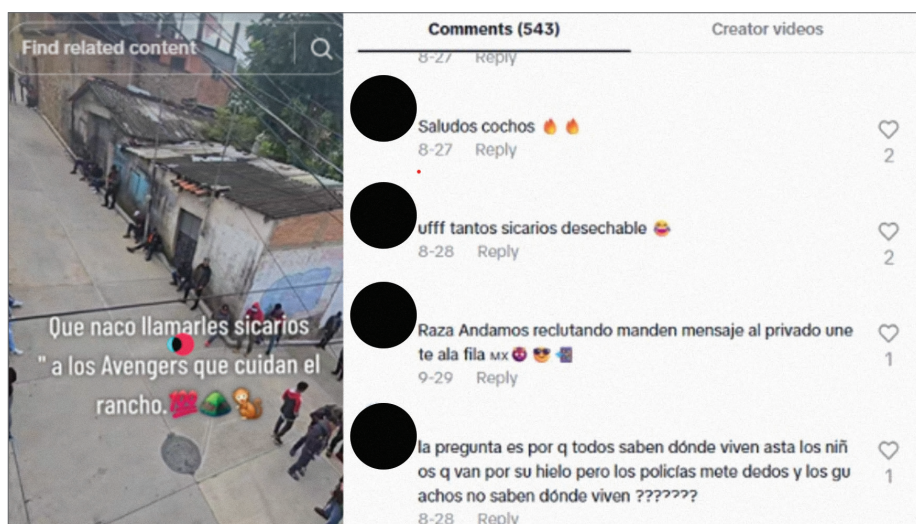 Find related content
Que naco llamarles sicarios
" a los Avengers que cuidan el
rancho.💯⛺🐈
Comments (543)
Creator videos
8-27 Reply
Saludos cochos 🔥 🔥
8-27 Reply
2
ufff tantos sicarios desechable 😂
8-28 Reply
2
Raza Andamos reclutando manden mensaje al privado une
te ala fila MX 😈 😎 📲
9-29 Reply
1
la pregunta es por q todos saben dónde viven asta los niñ
os q van por su hielo pero los policías mete dedos y los gu
achos no saben dónde viven ???????
8-28 Reply
1